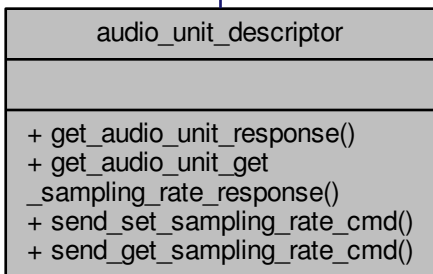 audio_unit_descriptor
+ get_audio_unit_response()
+ get_audio_unit_get
_sampling_rate_response()
+ send_set_sampling_rate_cmd()
+ send_get_sampling_rate_cmd()